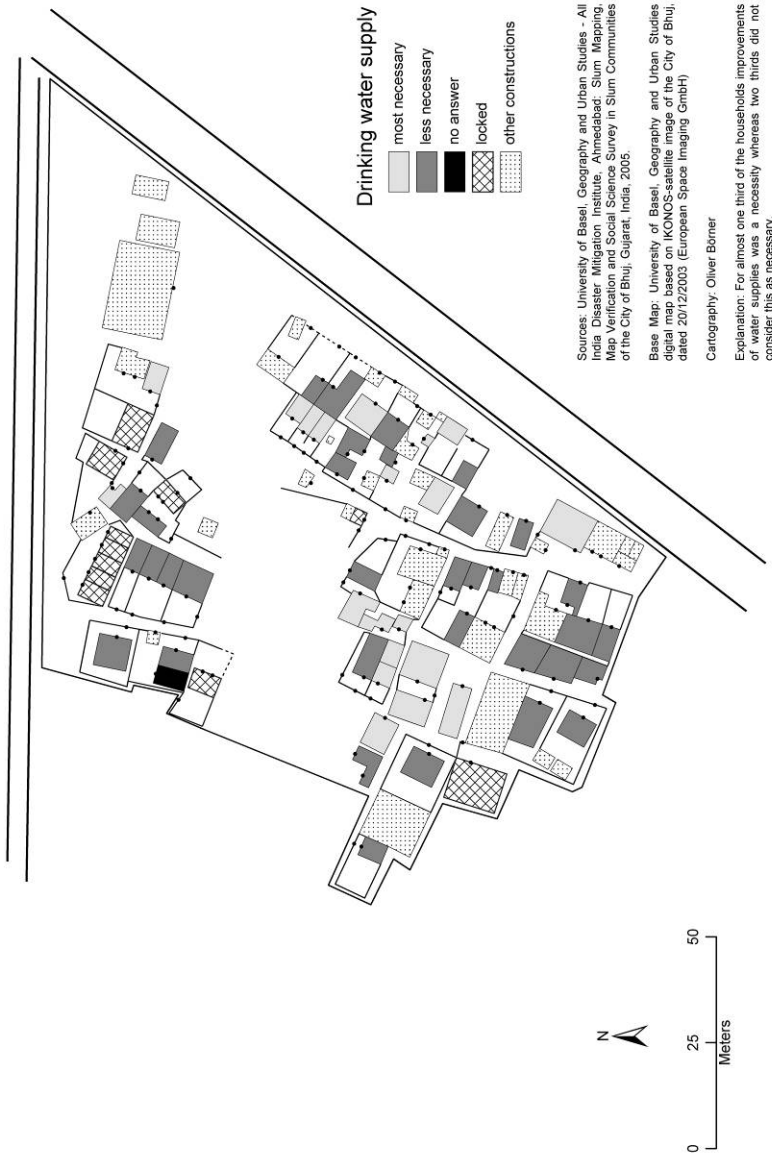 Drinking water supply
most necessary
less necessary
no answer
locked
other constructions
Sources: University of Basel, Geography and Urban Studies - All
India Disaster Mitigation Institute, Ahmedabad: Slum Mapping,
Map Verification and Social Science Survey in Slum Communities
of the City of Bhuj, Gujarat, India, 2005.
Base Map: University of Basel, Geography and Urban Studies
digital map based on IKONOS-satellite image of the City of Bhuj,
dated 20/12/2003 (European Space Imaging GmbH)
Cartography: Oliver Börner
Explanation: For almost one third of the households improvements
of water supplies was a necessity whereas two thirds did not
consider this as necessary.
N
0 25 50
Meters